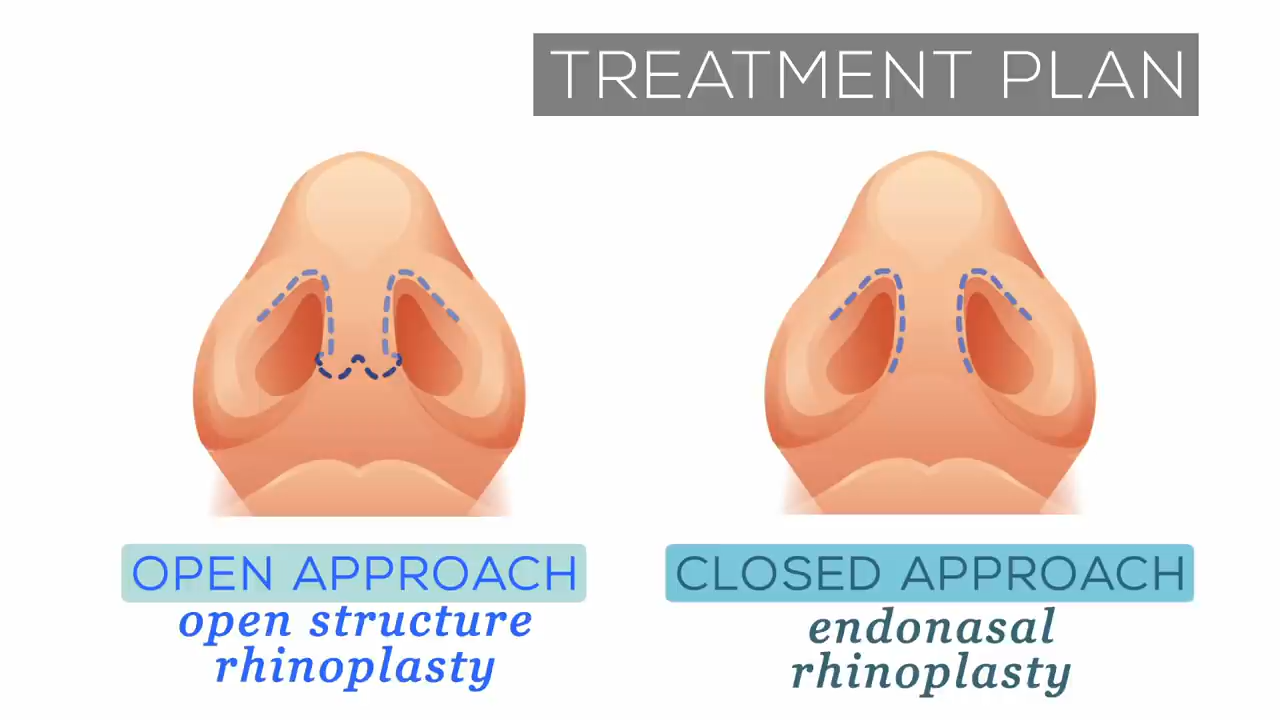 TREATMENT PLAN
OPEN APPROACH
open structure
rhinoplasty
CLOSED APPROACH
endonasal
rhinoplasty